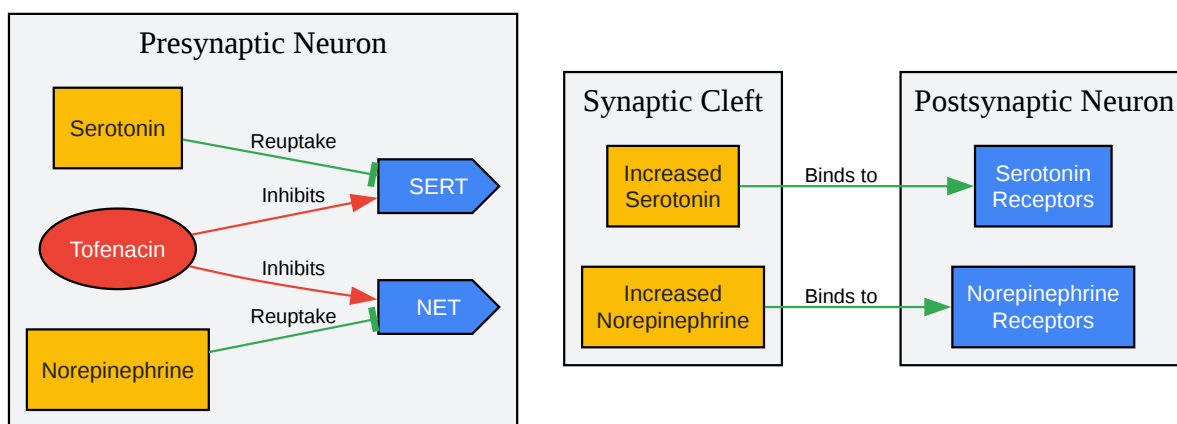 Presynaptic Neuron
Serotonin
Reuptake
SERT
Inhibits
Tofenacin
Inhibits
NET
Reuptake
Norepinephrine
Synaptic Cleft
Increased
Serotonin
Binds to
Increased
Norepinephrine
Binds to
Postsynaptic Neuron
Serotonin
Receptors
Norepinephrine
Receptors